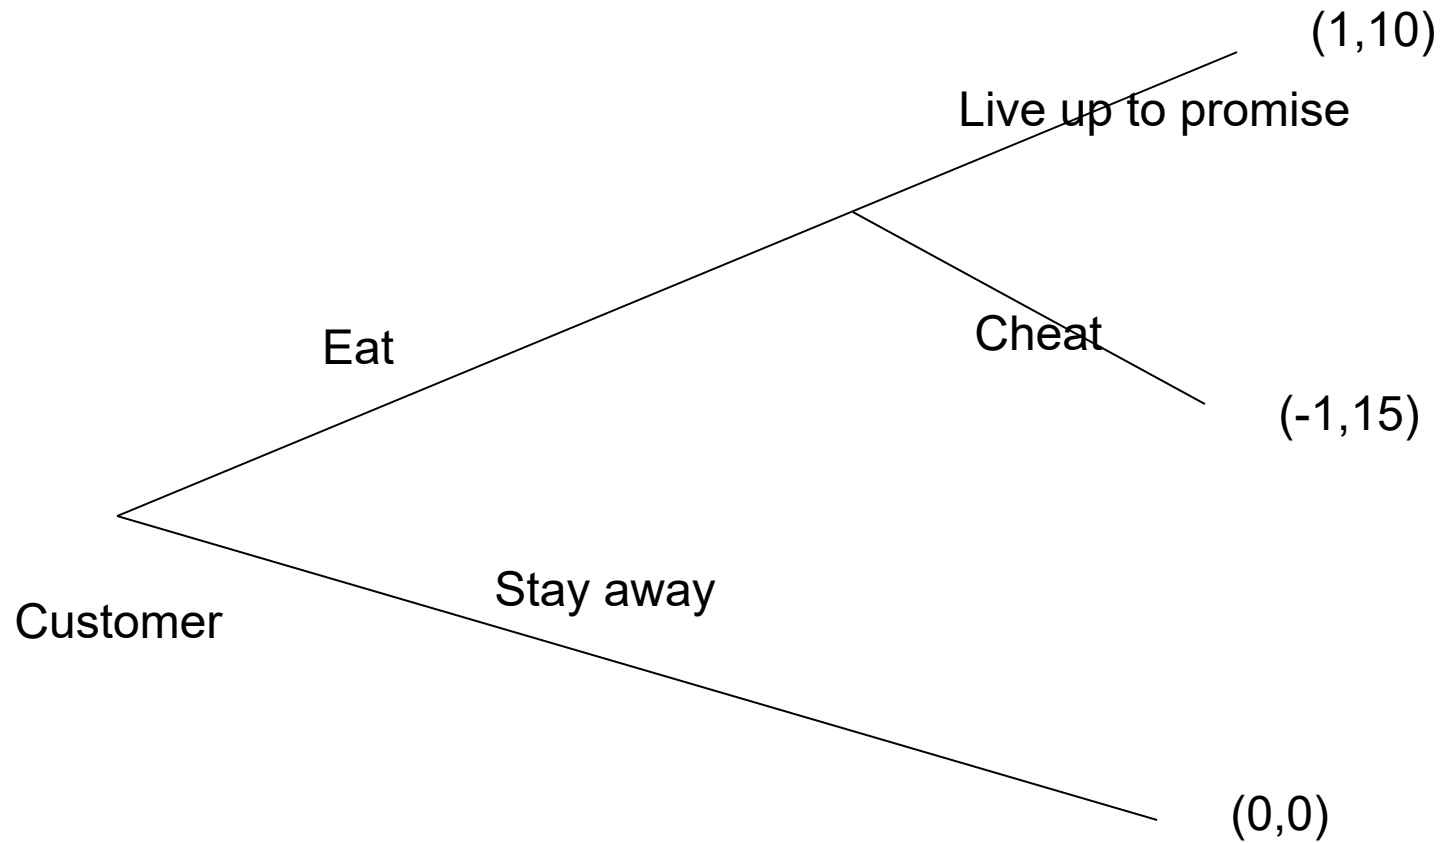 (1,10)
Live up to promise
Eat
Cheat
(-1,15)
Stay away
Customer
(0,0)